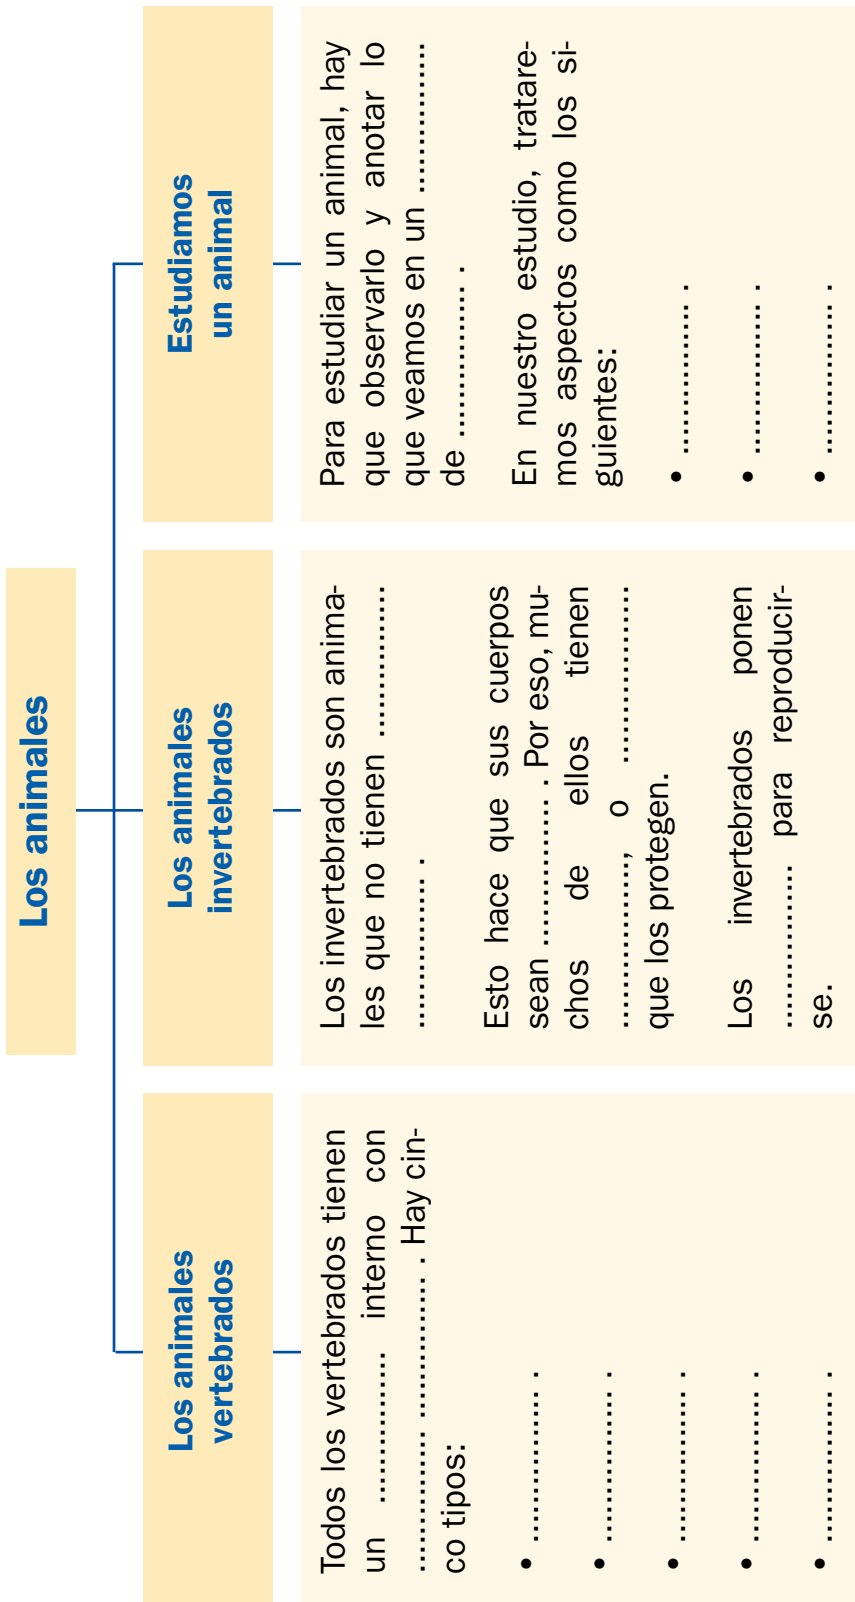 Los animales
Los animales
vertebrados
Todos los vertebrados tienen
un .................. interno con
.................. .................. . Hay cin-
co tipos:
• .................. .
• .................. .
• .................. .
• .................. .
• .................. .
Los animales
invertebrados
Los invertebrados son anima-
les que no tienen ..................
.................. .
Esto hace que sus cuerpos
sean .................. . Por eso, mu-
chos de ellos tienen
.................., o ..................
que los protegen.
Los invertebrados ponen
.................. para reproducir-
se.
Estudiamos
un animal
Para estudiar un animal, hay
que observarlo y anotar lo
que veamos en un ..................
de .................. .
En nuestro estudio, tratare-
mos aspectos como los si-
guientes:
• .................. .
• .................. .
• .................. .